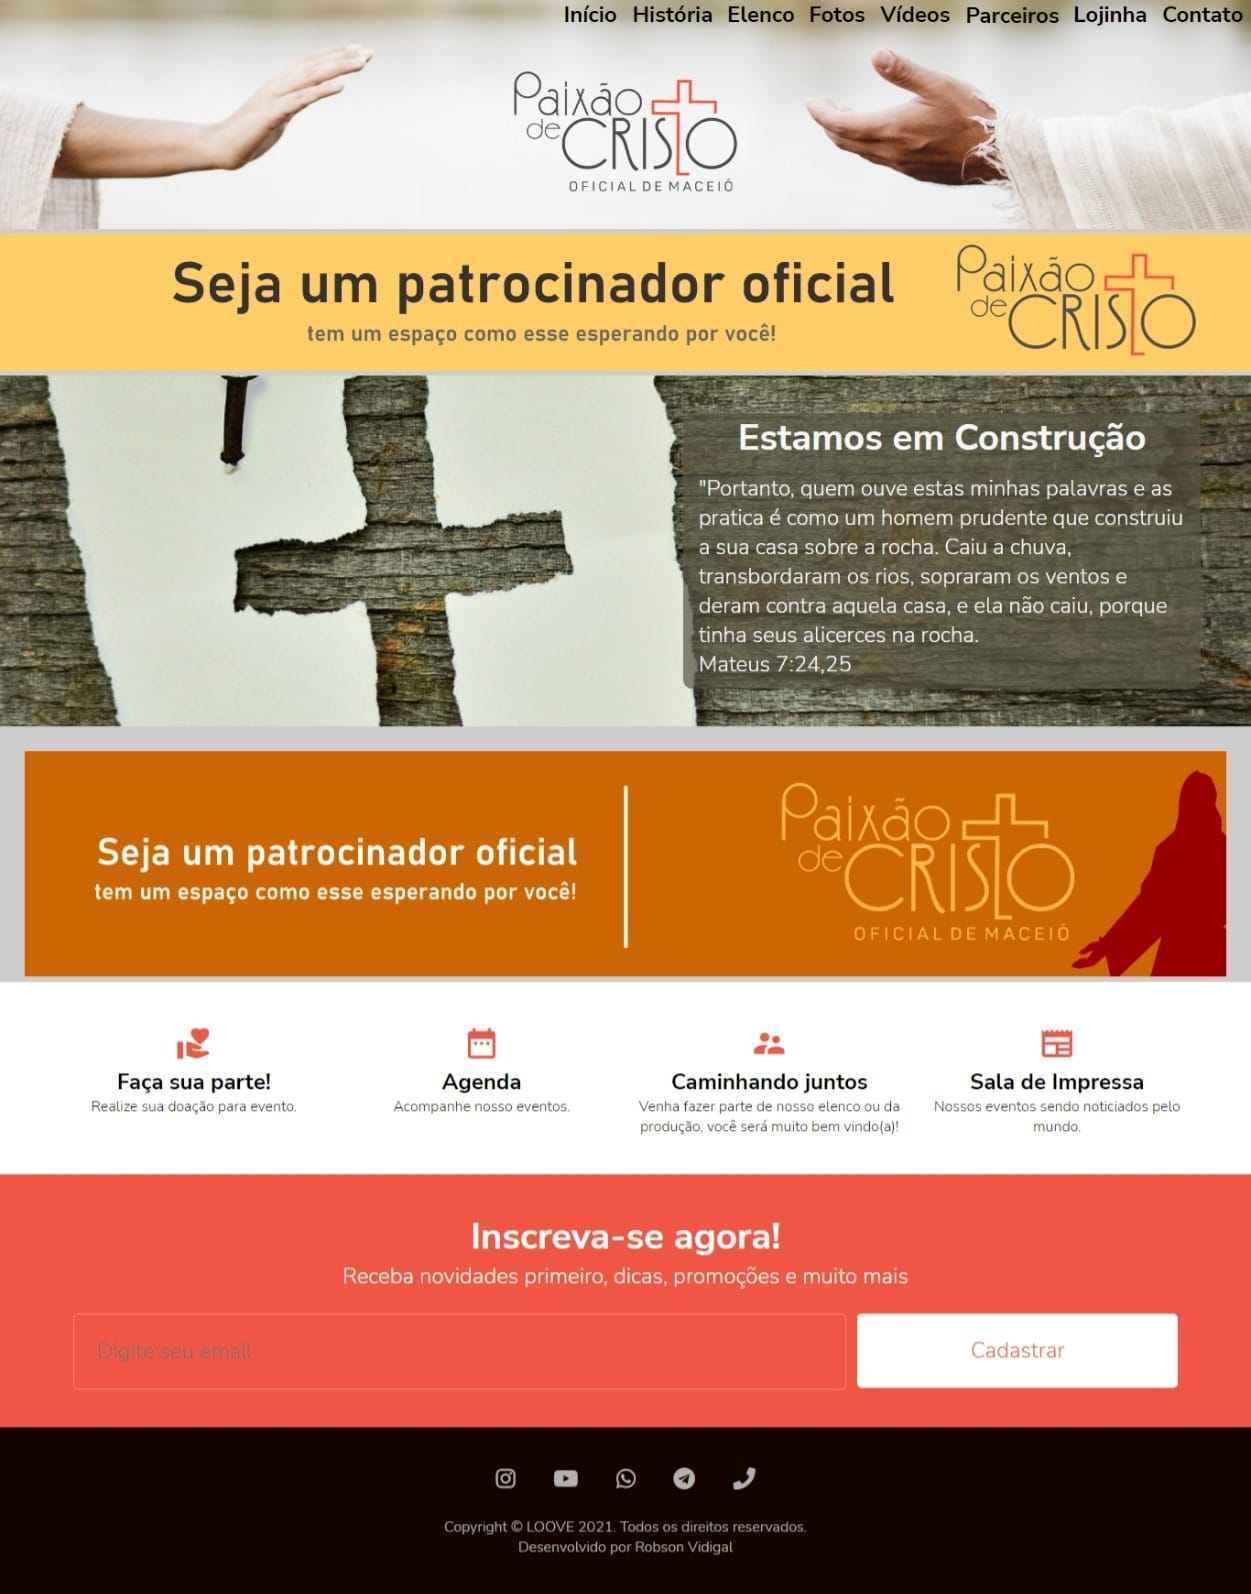 Início História Elenco Fotos Vídeos Parceiros Lojinha Contato
Paixão
de CRISTO
OFICIAL DE MACEIÓ
Seja um patrocinador oficial
tem um espaço como esse esperando por você!
Paixão
de CRISTO
Estamos em Construção
"Portanto, quem ouve estas minhas palavras e as
pratica é como um homem prudente que construiu
a sua casa sobre a rocha. Caiu a chuva,
transbordaram os rios, sopraram os ventos e
deram contra aquela casa, e ela não caiu, porque
tinha seus alicerces na rocha.
Mateus 7:24,25
Seja um patrocinador oficial
tem um espaço como esse esperando por você!
Paixão
de CRISTO
OFICIAL DE MACEIÓ
Faça sua parte!
Realize sua doação para evento.
Agenda
Acompanhe nosso eventos.
Caminhando juntos
Venha fazer parte de nosso elenco ou da
produção, você será muito bem vindo(a)!
Sala de Impressa
Nossos eventos sendo noticiados pelo
mundo.
Inscreva-se agora!
Receba novidades primeiro, dicas, promoções e muito mais
Digite seu email
Cadastrar
Copyright © LOOVE 2021. Todos os direitos reservados.
Desenvolvido por Robson Vidigal